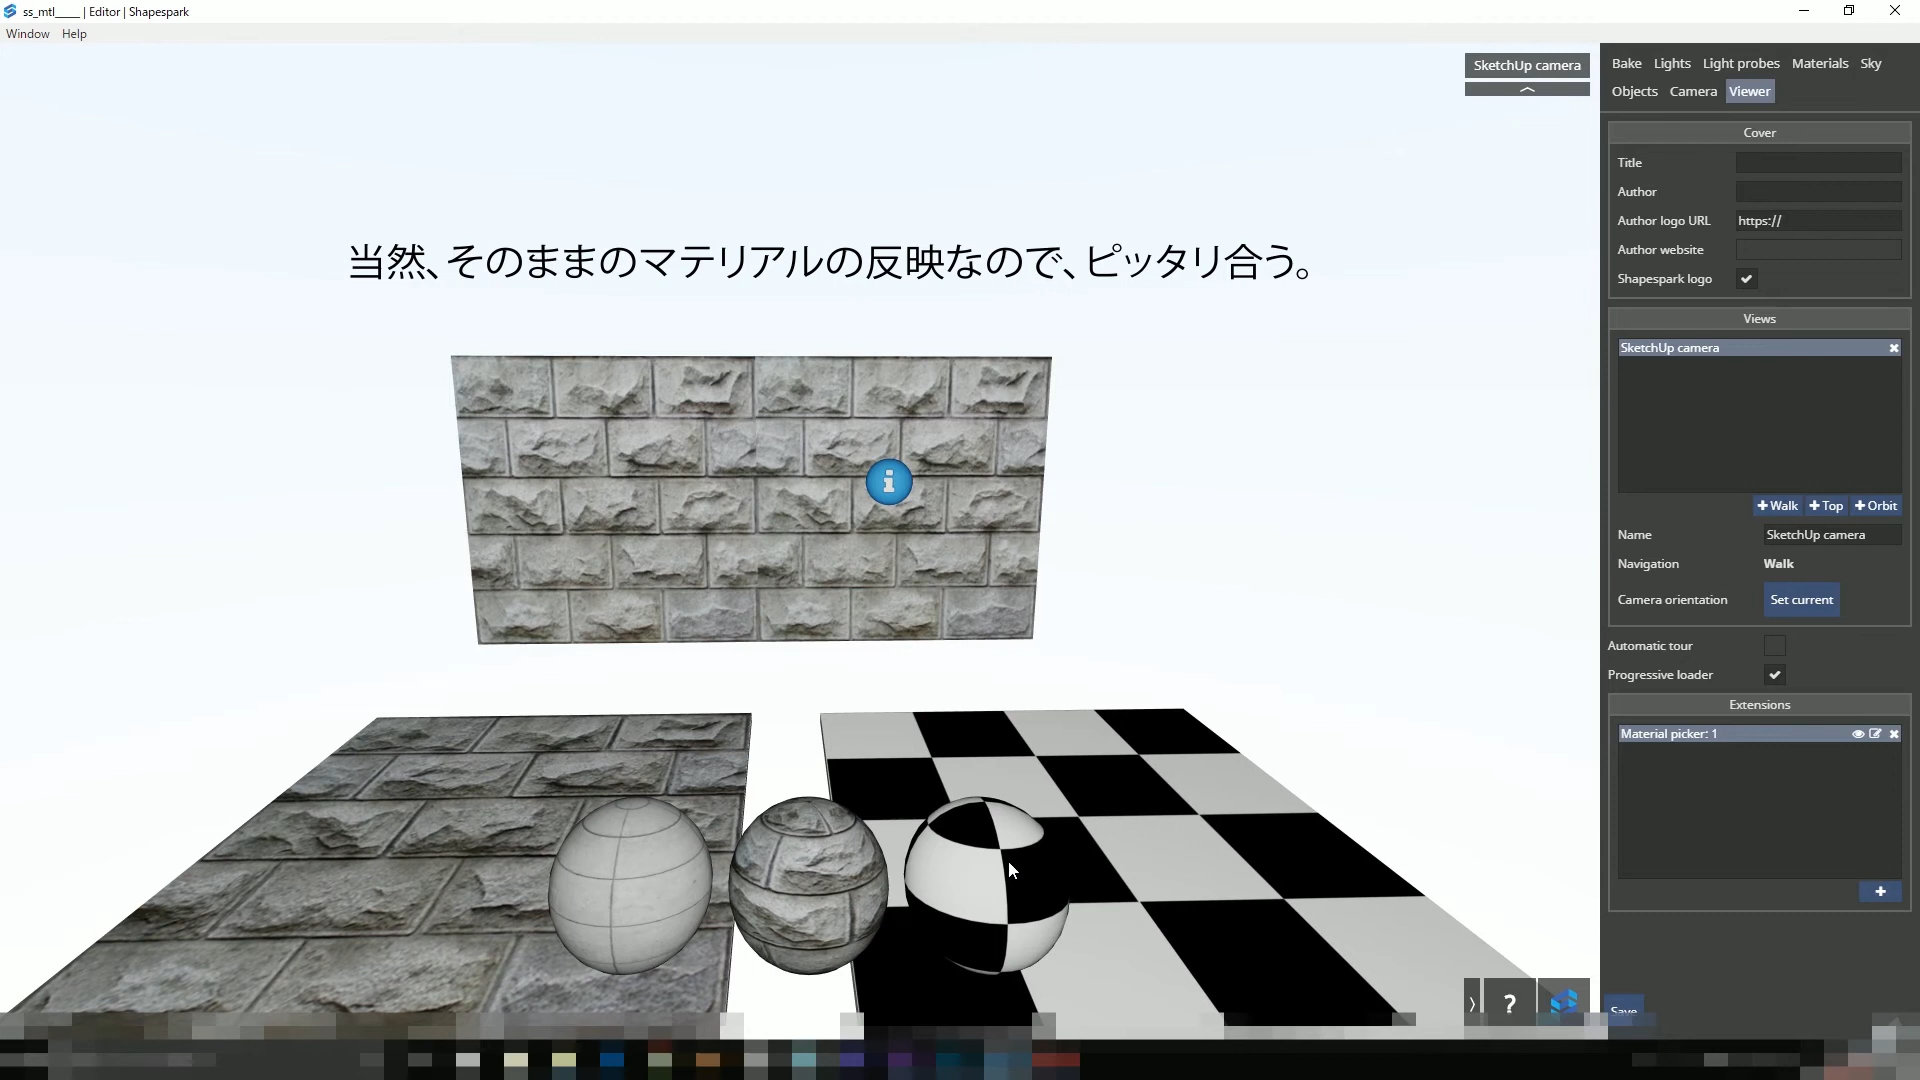 ss_mtl____ | Editor | Shapespark
Window Help
SketchUp camera
Bake Lights Light probes Materials Sky
Objects Camera Viewer
Cover
Title
Author
Author logo URL https://
Author website
Shapespark logo
当然、そのままのマテリアルの反映なので、ピッタリ合う。
Views
SketchUp camera
+Walk +Top +Orbit
Name SketchUp camera
Navigation Walk
Camera orientation Set current
Automatic tour
Progressive loader
Extensions
Material picker: 1
+
i
?
Save